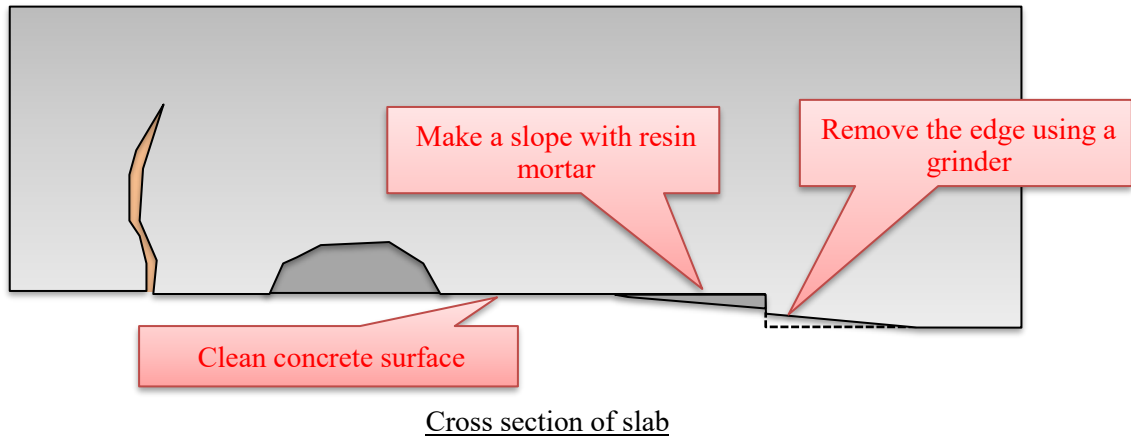 Make a slope with resin
mortar
Remove the edge using a
grinder
Clean concrete surface
Cross section of slab